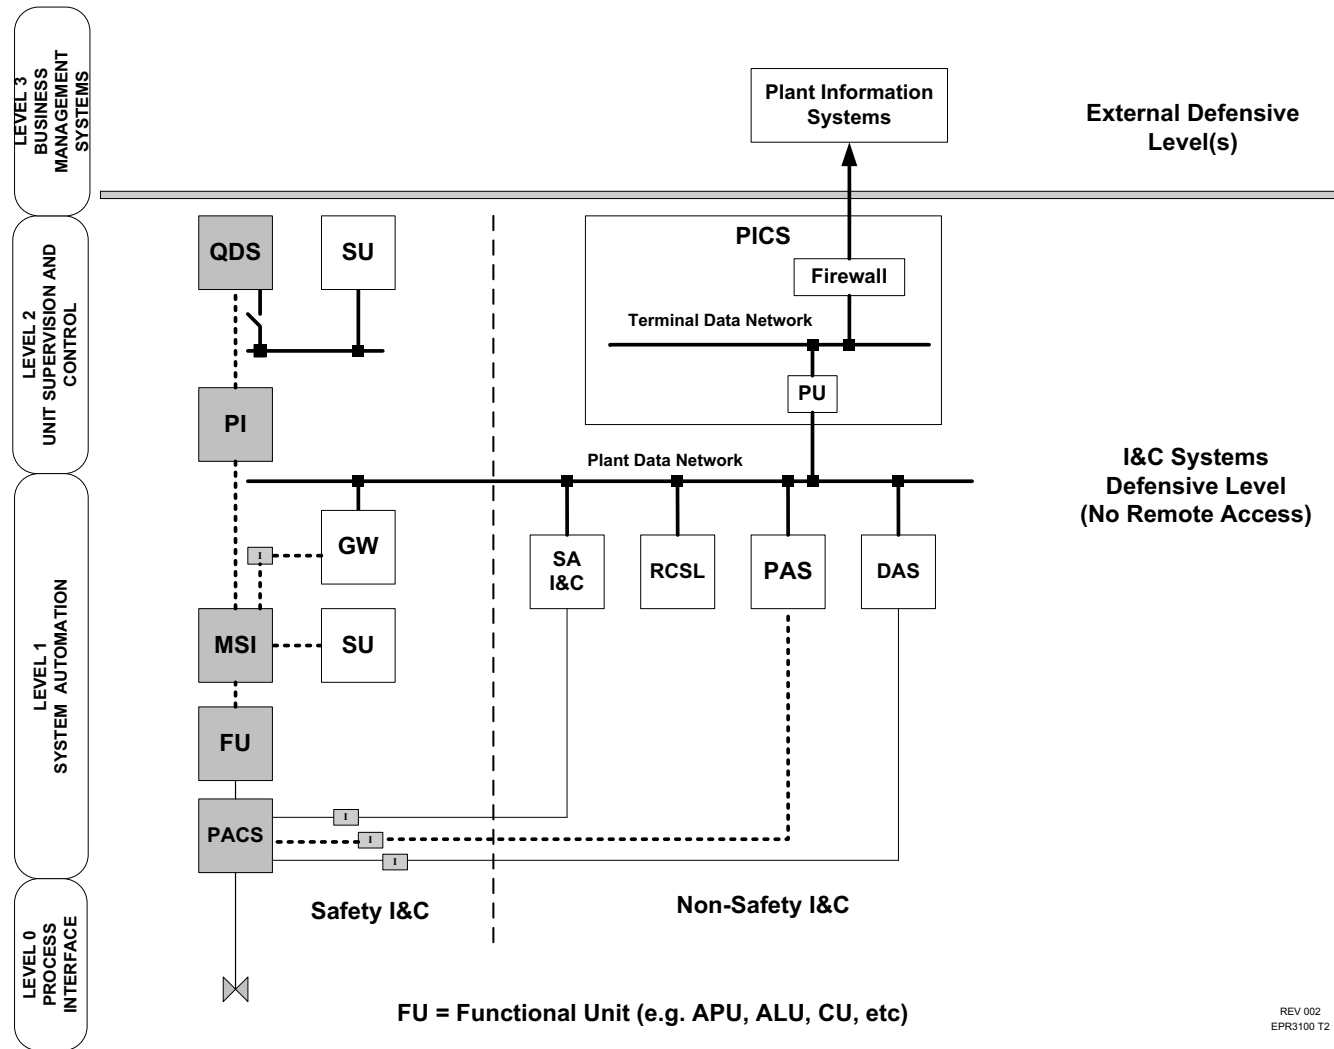 LEVEL 3
BUSINESS
MANAGEMENT
SYSTEMS
Plant Information
Systems
External Defensive
Level(s)
LEVEL 2
UNIT SUPERVISION AND
CONTROL
QDS
SU
PICS
Firewall
Terminal Data Network
PU
PI
Plant Data Network
I&C Systems
Defensive Level
(No Remote Access)
LEVEL 1
SYSTEM AUTOMATION
GW
I
SA
I&C
RCSL
PAS
DAS
MSI
SU
FU
PACS
I
I
I
Safety I&C
Non-Safety I&C
LEVEL 0
PROCESS
INTERFACE
FU = Functional Unit (e.g. APU, ALU, CU, etc)
REV 002
EPR3100 T2